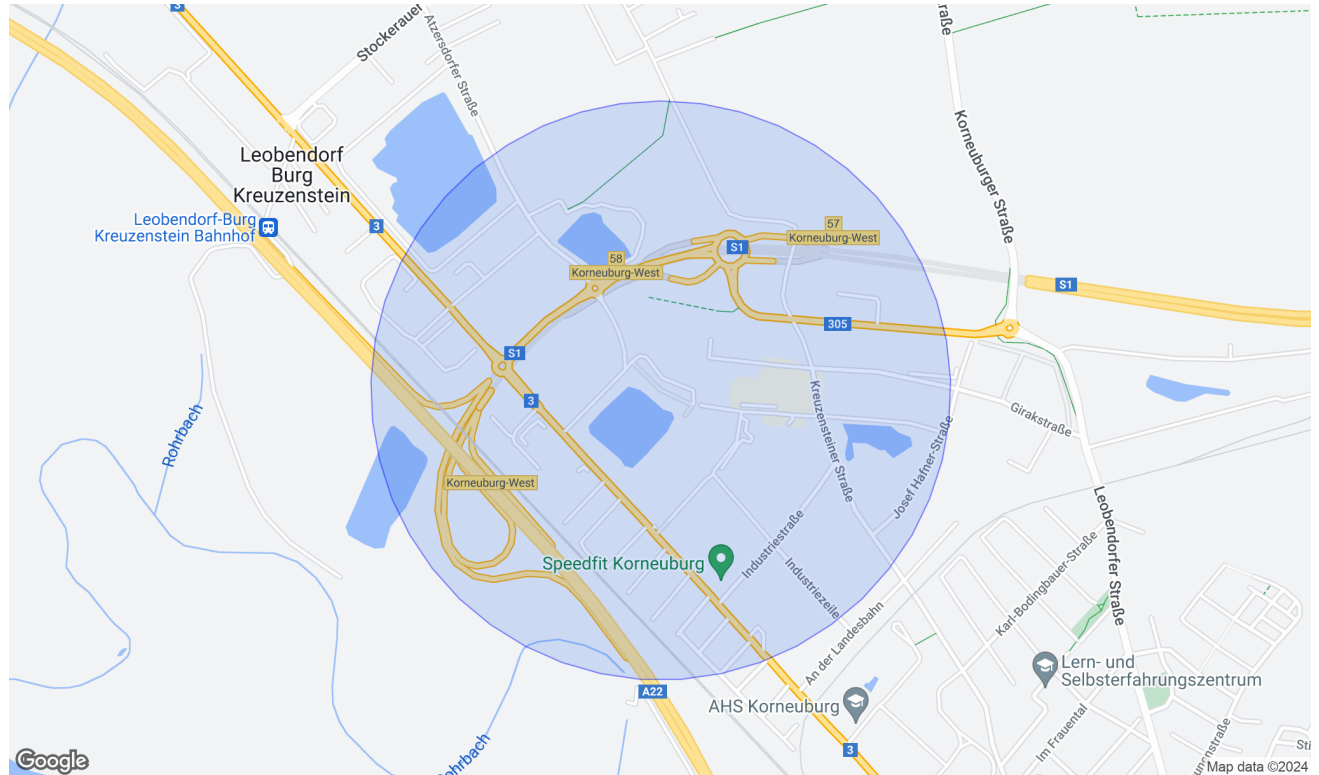 3
Stockerauer
Atzersdorfer Straße
straße
Korneuburger Straße
Leobendorf
Burg
Kreuzenstein
Leobendorf-Burg
Kreuzenstein Bahnhof
3
57
Korneuburg-West
S1
58
Korneuburg-West
S1
305
S1
3
Rohrbach
Kreuzensteiner Straße
Girakstraße
Josef Hafner-Straße
Korneuburg-West
Leobendorfer Straße
Speedfit Korneuburg
Industriestraße
Industriezeile
Karl-Bodingbauer-Straße
An der Landesbahn
Lern- und
Selbsterfahrungszentrum
A22
AHS Korneuburg
Im Frauental
3
Rohrbach
Google
Map data ©2024